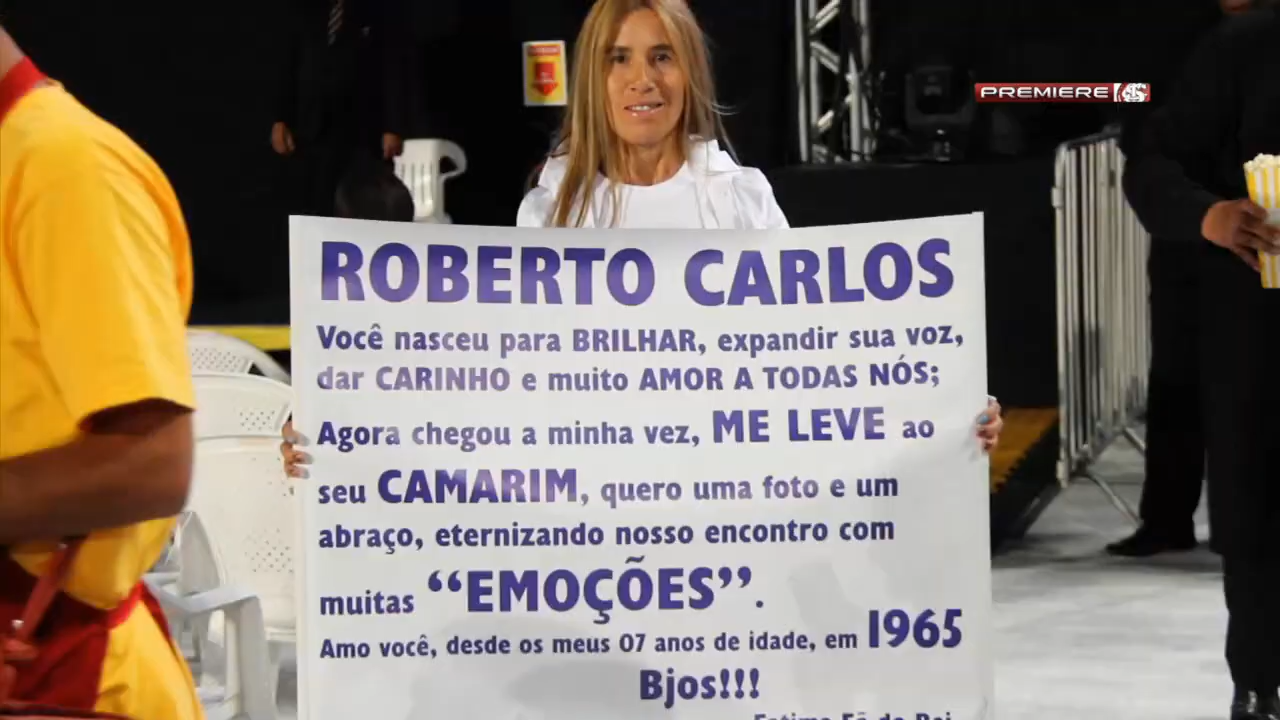 PREMIERE
ROBERTO CARLOS
Você nasceu para BRILHAR, expandir sua voz,
dar CARINHO e muito AMOR A TODAS NÓS;
Agora chegou a minha vez, ME LEVE ao
seu CAMARIM, quero uma foto e um
abraço, eternizando nosso encontro com
muitas “EMOÇÕES”.
Amo você, desde os meus 07 anos de idade, em 1965
Bjos!!!